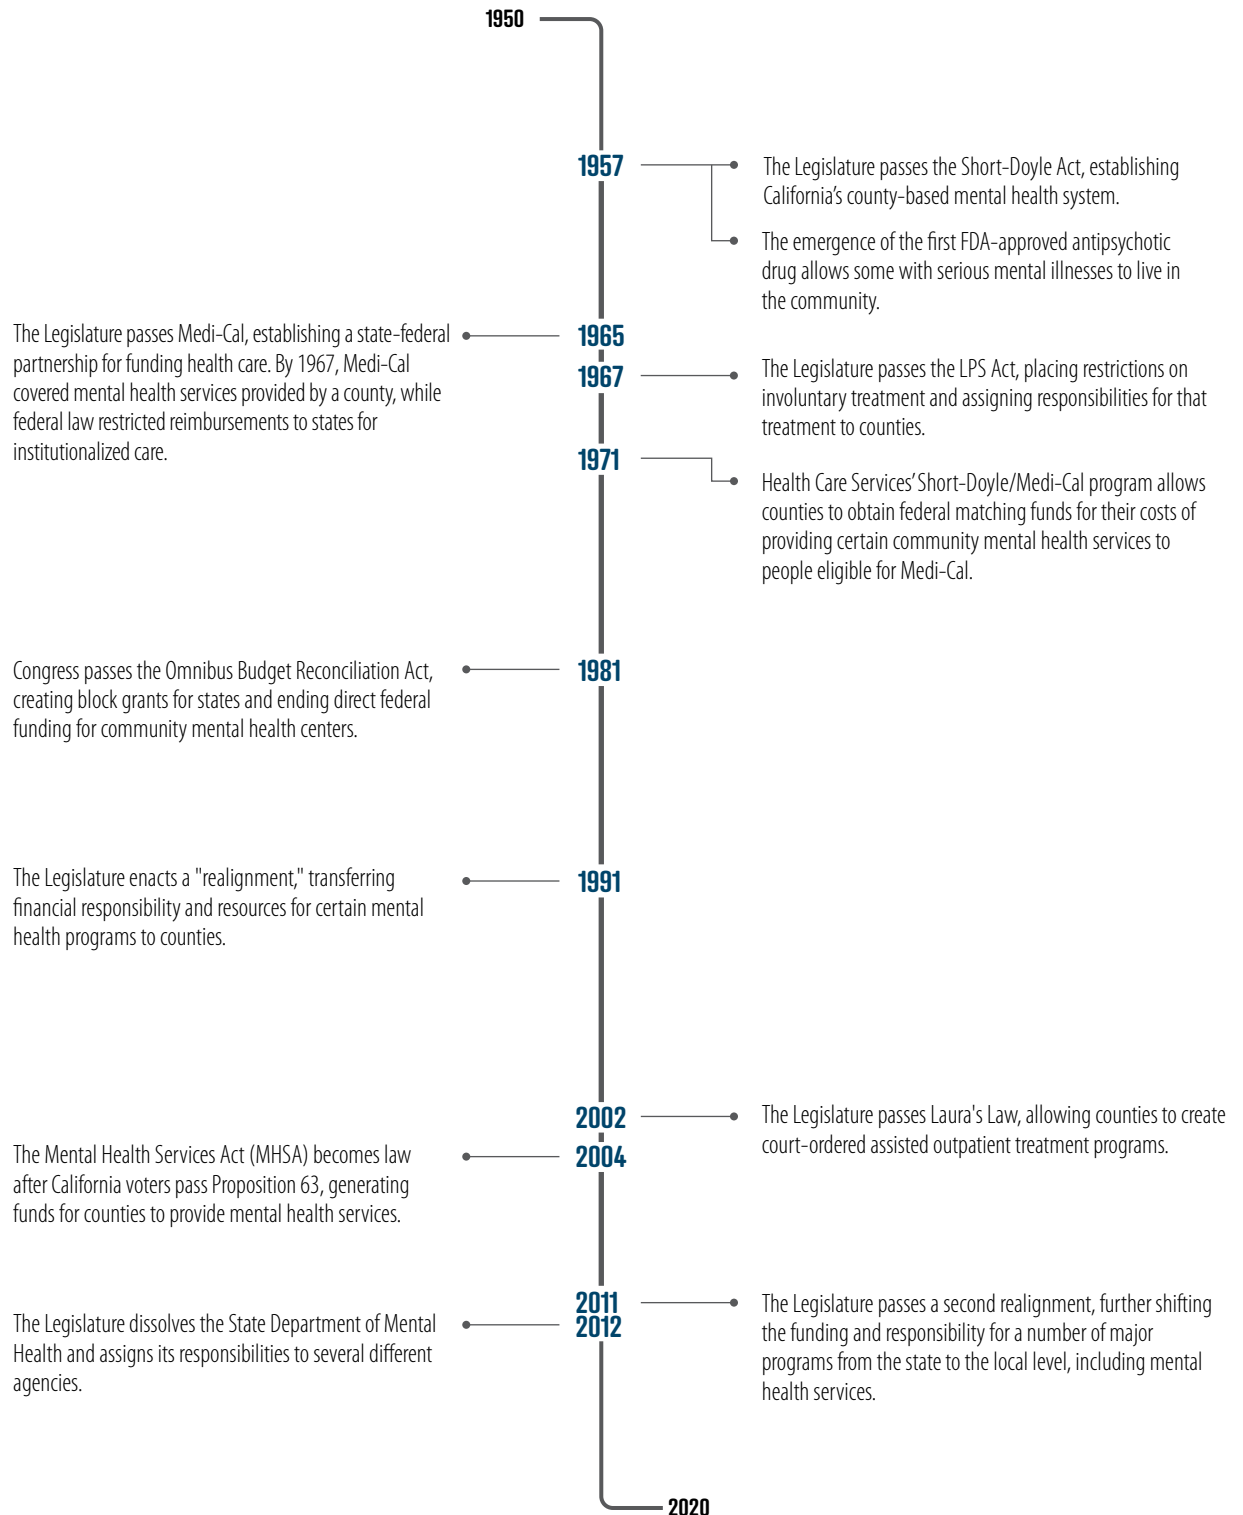 1950
1957
The Legislature passes the Short-Doyle Act, establishing
California’s county-based mental health system.
The emergence of the first FDA-approved antipsychotic
drug allows some with serious mental illnesses to live in
the community.
The Legislature passes Medi-Cal, establishing a state-federal
partnership for funding health care. By 1967, Medi-Cal
covered mental health services provided by a county, while
federal law restricted reimbursements to states for
institutionalized care.
1965
1967
The Legislature passes the LPS Act, placing restrictions on
involuntary treatment and assigning responsibilities for that
treatment to counties.
1971
Health Care Services’ Short-Doyle/Medi-Cal program allows
counties to obtain federal matching funds for their costs of
providing certain community mental health services to
people eligible for Medi-Cal.
Congress passes the Omnibus Budget Reconciliation Act,
creating block grants for states and ending direct federal
funding for community mental health centers.
1981
The Legislature enacts a "realignment," transferring
financial responsibility and resources for certain mental
health programs to counties.
1991
2002
The Legislature passes Laura's Law, allowing counties to create
court-ordered assisted outpatient treatment programs.
The Mental Health Services Act (MHSA) becomes law
after California voters pass Proposition 63, generating
funds for counties to provide mental health services.
2004
2011
The Legislature passes a second realignment, further shifting
the funding and responsibility for a number of major
programs from the state to the local level, including mental
health services.
The Legislature dissolves the State Department of Mental
Health and assigns its responsibilities to several different
agencies.
2012
2020